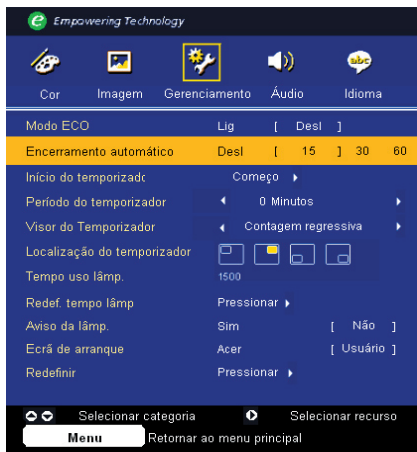 e Empowering Technology
Cor Imagem Gerenciamento Áudio abc Idioma
Modo ECO Lig [ Desl ]
Encerramento automático Desl [ 15 ] 30 60
Início do temporizadc Começo
Período do temporizador 0 Minutos
Visor do Temporizador Contagem regressiva
Localização do temporizador
Tempo uso lâmp. 1500
Redef. tempo lâmp Pressionar
Aviso da lâmp. Sim [ Não ]
Ecrã de arranque Acer [ Usuário ]
Redefinir Pressionar
Selecionar categoria Selecionar recurso
Menu Retornar ao menu principal